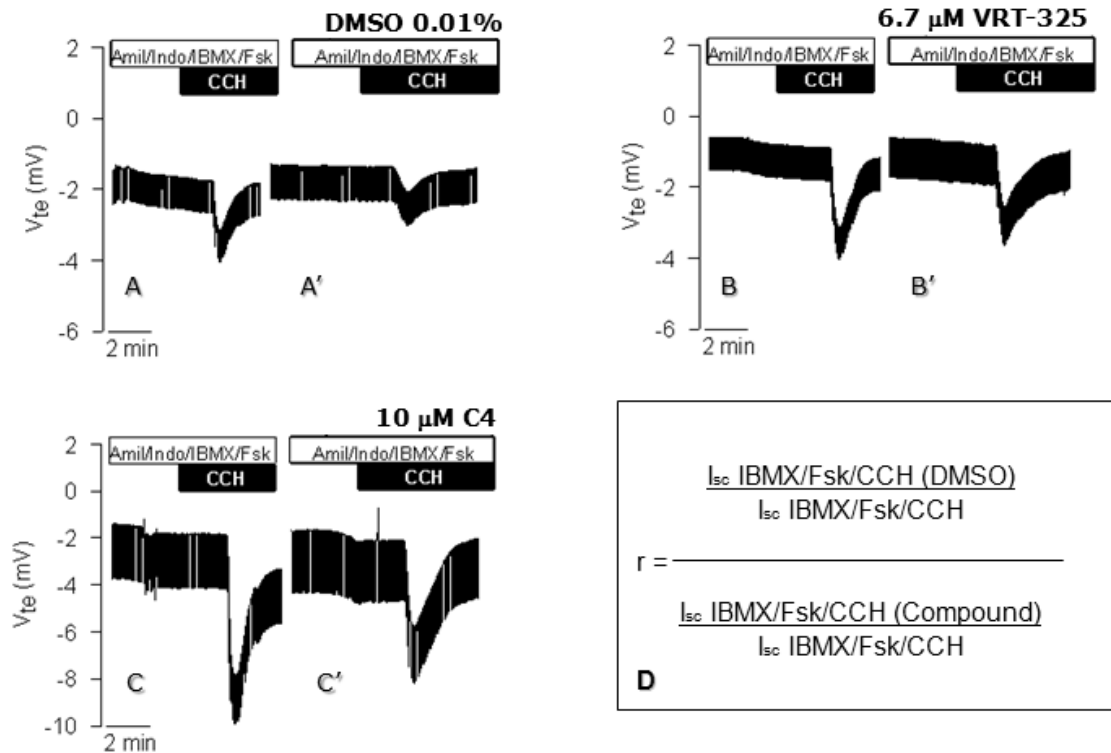 DMSO 0.01%
2
0
-2
-4
-6
V te (mV)
Amil/Indo/IBMX/Fsk
CCH
Amil/Indo/IBMX/Fsk
CCH
A
A′
2 min
6.7 µM VRT-325
2
0
-2
-4
-6
V te (mV)
Amil/Indo/IBMX/Fsk
CCH
Amil/Indo/IBMX/Fsk
CCH
B
B′
2 min
10 µM C4
2
0
-2
-4
-6
-8
-10
V te (mV)
Amil/Indo/IBMX/Fsk
CCH
Amil/Indo/IBMX/Fsk
CCH
C
C′
2 min
Isc IBMX/Fsk/CCH (DMSO)
Isc IBMX/Fsk/CCH
r =
Isc IBMX/Fsk/CCH (Compound)
Isc IBMX/Fsk/CCH
D